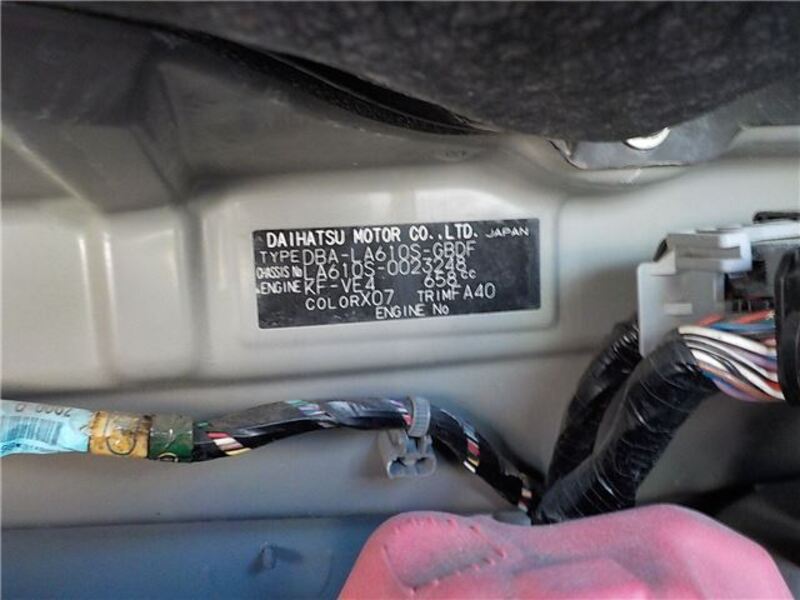 DAIHATSU MOTOR CO.,LTD. JAPAN
TYPE DBA-LA610S-GBDF
CHASSIS No LA610S-0023248
ENGINE KF-VE4 658cc
COLOR X07 TRIM FA40
ENGINE No